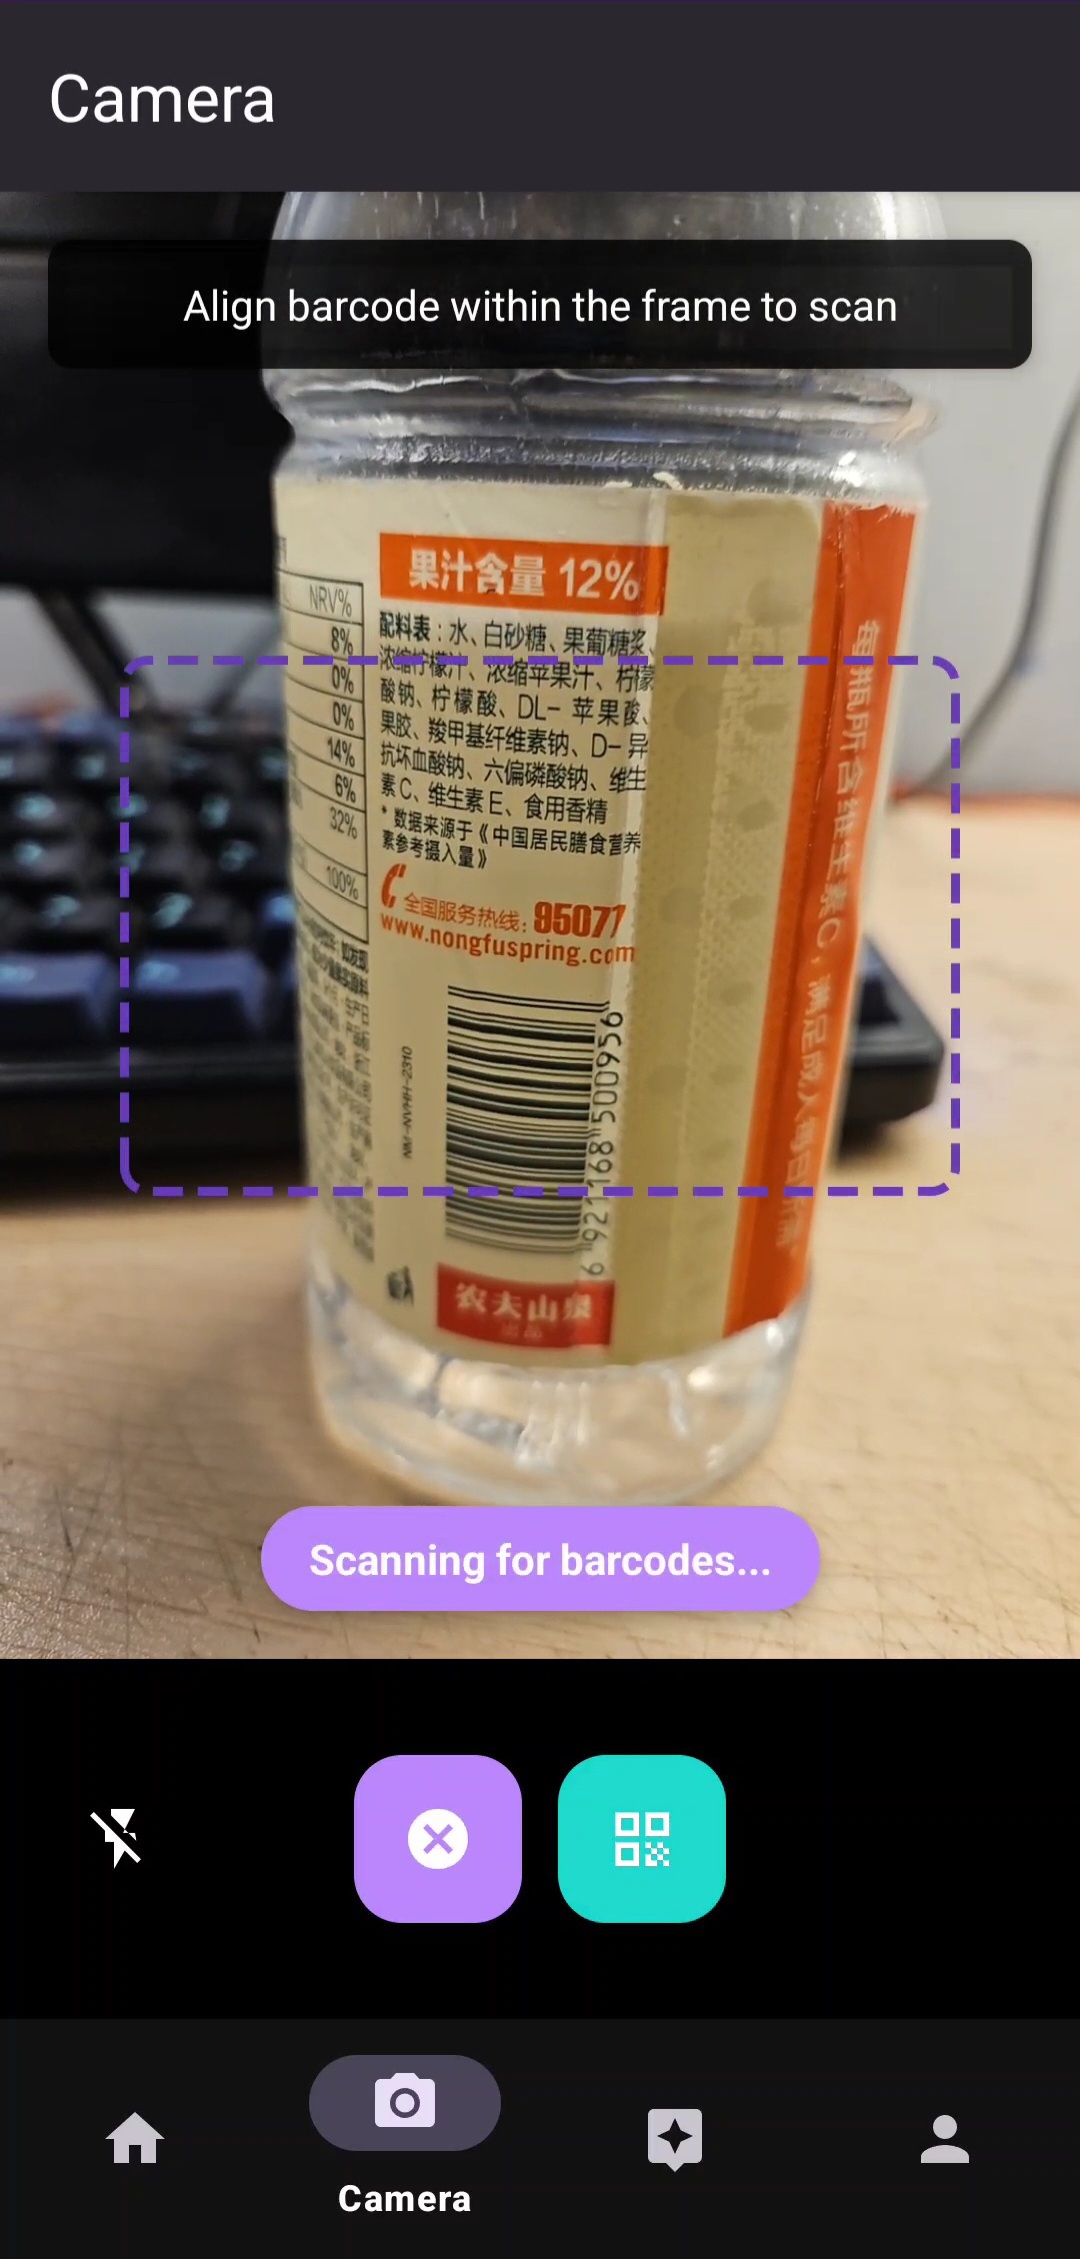 Camera
Align barcode within the frame to scan
果汁含量 12%
NRV%
8%
0%
0%
14%
6%
32%
100%
配料表：水、白砂糖、果葡糖浆、
浓缩柠檬汁、浓缩苹果汁、柠檬
酸钠、柠檬酸、DL- 苹果酸、
果胶、羧甲基纤维素钠、D- 异
抗坏血酸钠、六偏磷酸钠、维生
素C、维生素E、食用香精
* 数据来源于《中国居民膳食营养
素参考摄入量》
全国服务热线: 95077
www.nongfuspring.com
NM-NVHH-2310
6 921168 500956
农夫山泉
出品
每瓶所含维生素C，满足成人每日所需*
Scanning for barcodes...
Camera